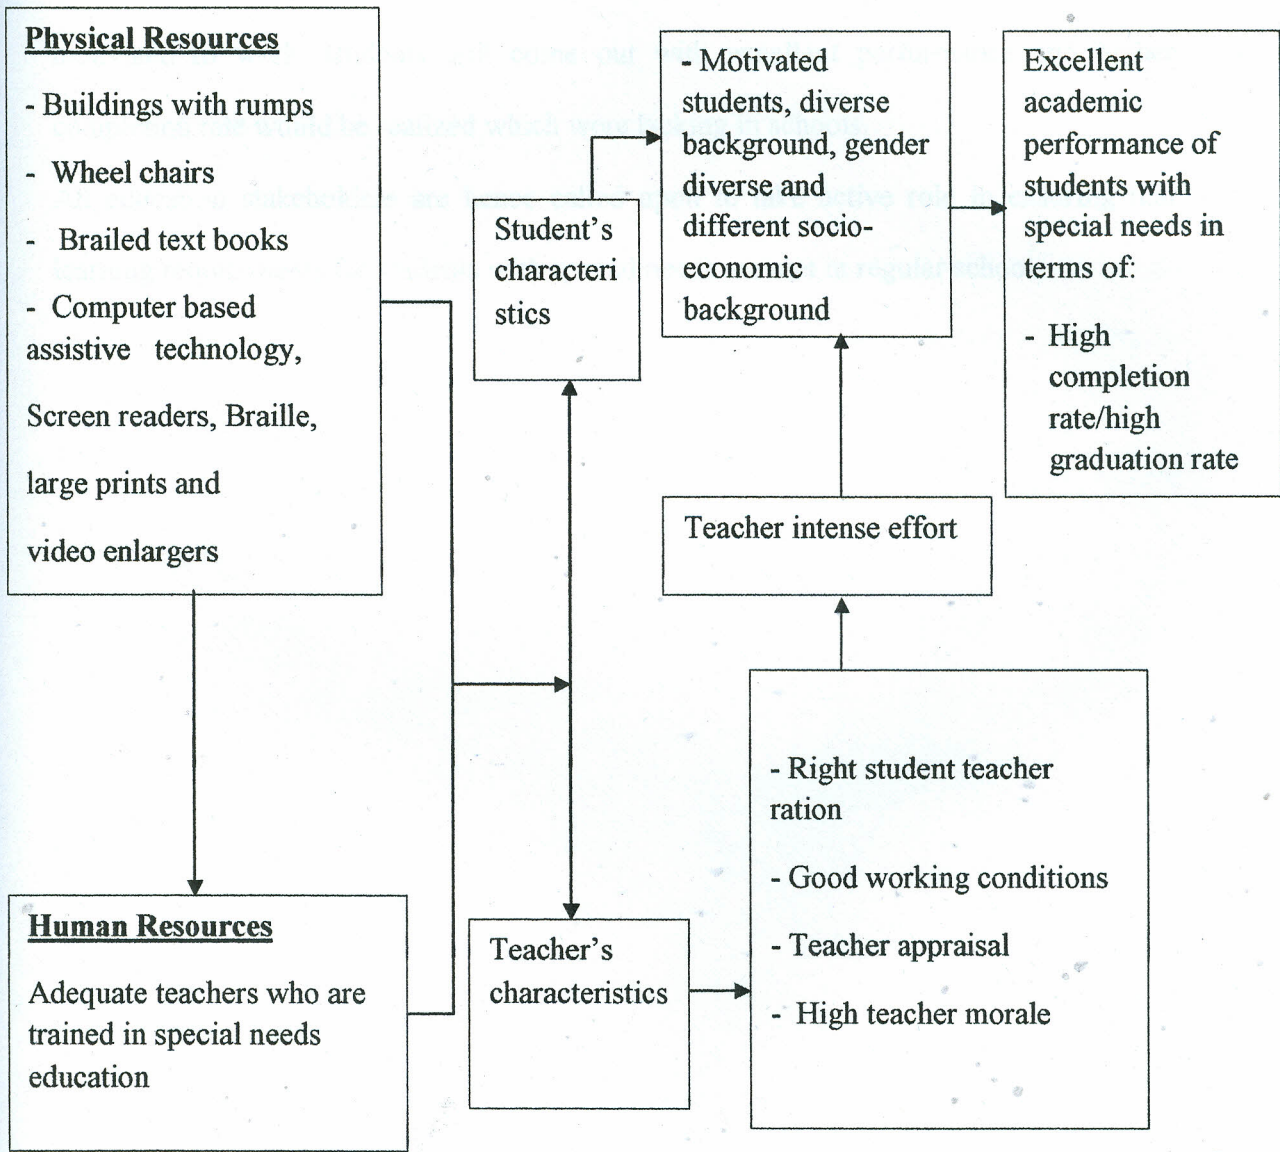 Physical Resources
- Buildings with rumps
- Wheel chairs
- Brailed text books
- Computer based
assistive technology,
Screen readers, Braille,
large prints and
video enlargers
Human Resources
Adequate teachers who are
trained in special needs
education
Student's
characteri
stics
Teacher's
characteristics
- Motivated
students, diverse
background, gender
diverse and
different socio-
economic
background
Teacher intense effort
- Right student teacher
ration
- Good working conditions
- Teacher appraisal
- High teacher morale
Excellent
academic
performance of
students with
special needs in
terms of:
- High
completion
rate/high
graduation rate